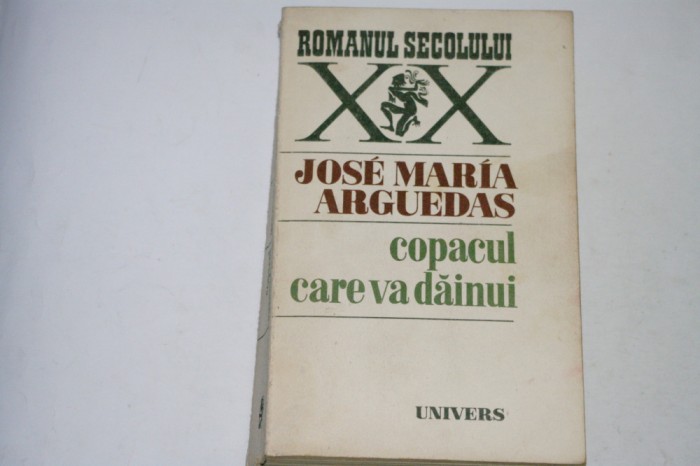 ROMANUL SECOLULUI
XX
JOSÉ MARÍA
ARGUEDAS
copacul
care va dăinui
UNIVERS